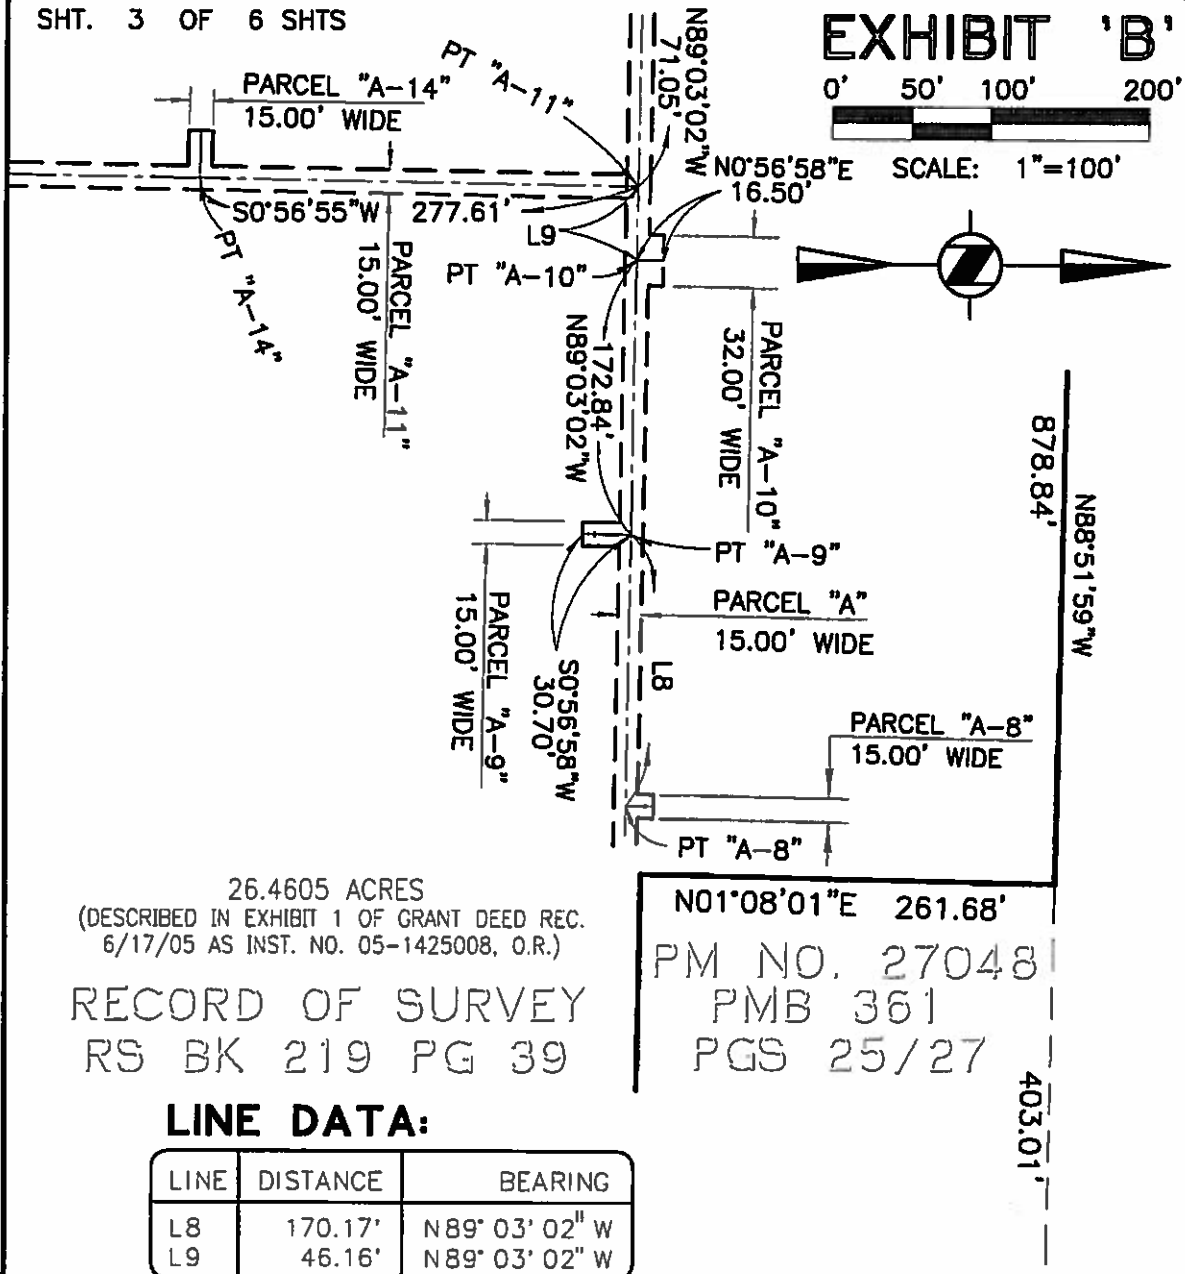 SHT. 3 OF 6 SHTS
EXHIBIT 'B'
0' 50' 100' 200'
SCALE: 1"=100'
PARCEL "A-14"
15.00' WIDE
PT "A-11"
N89°03'02"W
71.05'
N0°56'58"E
16.50'
S0°56'55"W 277.61'
L9
PT "A-14"
PARCEL "A-11"
15.00' WIDE
PT "A-10"
172.84'
N89°03'02"W
PARCEL "A-10"
32.00' WIDE
878.84'
N88°51'59"W
PT "A-9"
PARCEL "A"
15.00' WIDE
PARCEL "A-9"
15.00' WIDE
S0°56'58"W
30.70'
L8
PARCEL "A-8"
15.00' WIDE
PT "A-8"
N01°08'01"E 261.68'
26.4605 ACRES
(DESCRIBED IN EXHIBIT 1 OF GRANT DEED REC.
6/17/05 AS INST. NO. 05-1425008, O.R.)
RECORD OF SURVEY
RS BK 219 PG 39
PM NO. 27048
PMB 361
PGS 25/27
403.01'
LINE DATA:
LINE DISTANCE BEARING
L8 170.17' N89° 03' 02" W
L9 46.16' N89° 03' 02" W